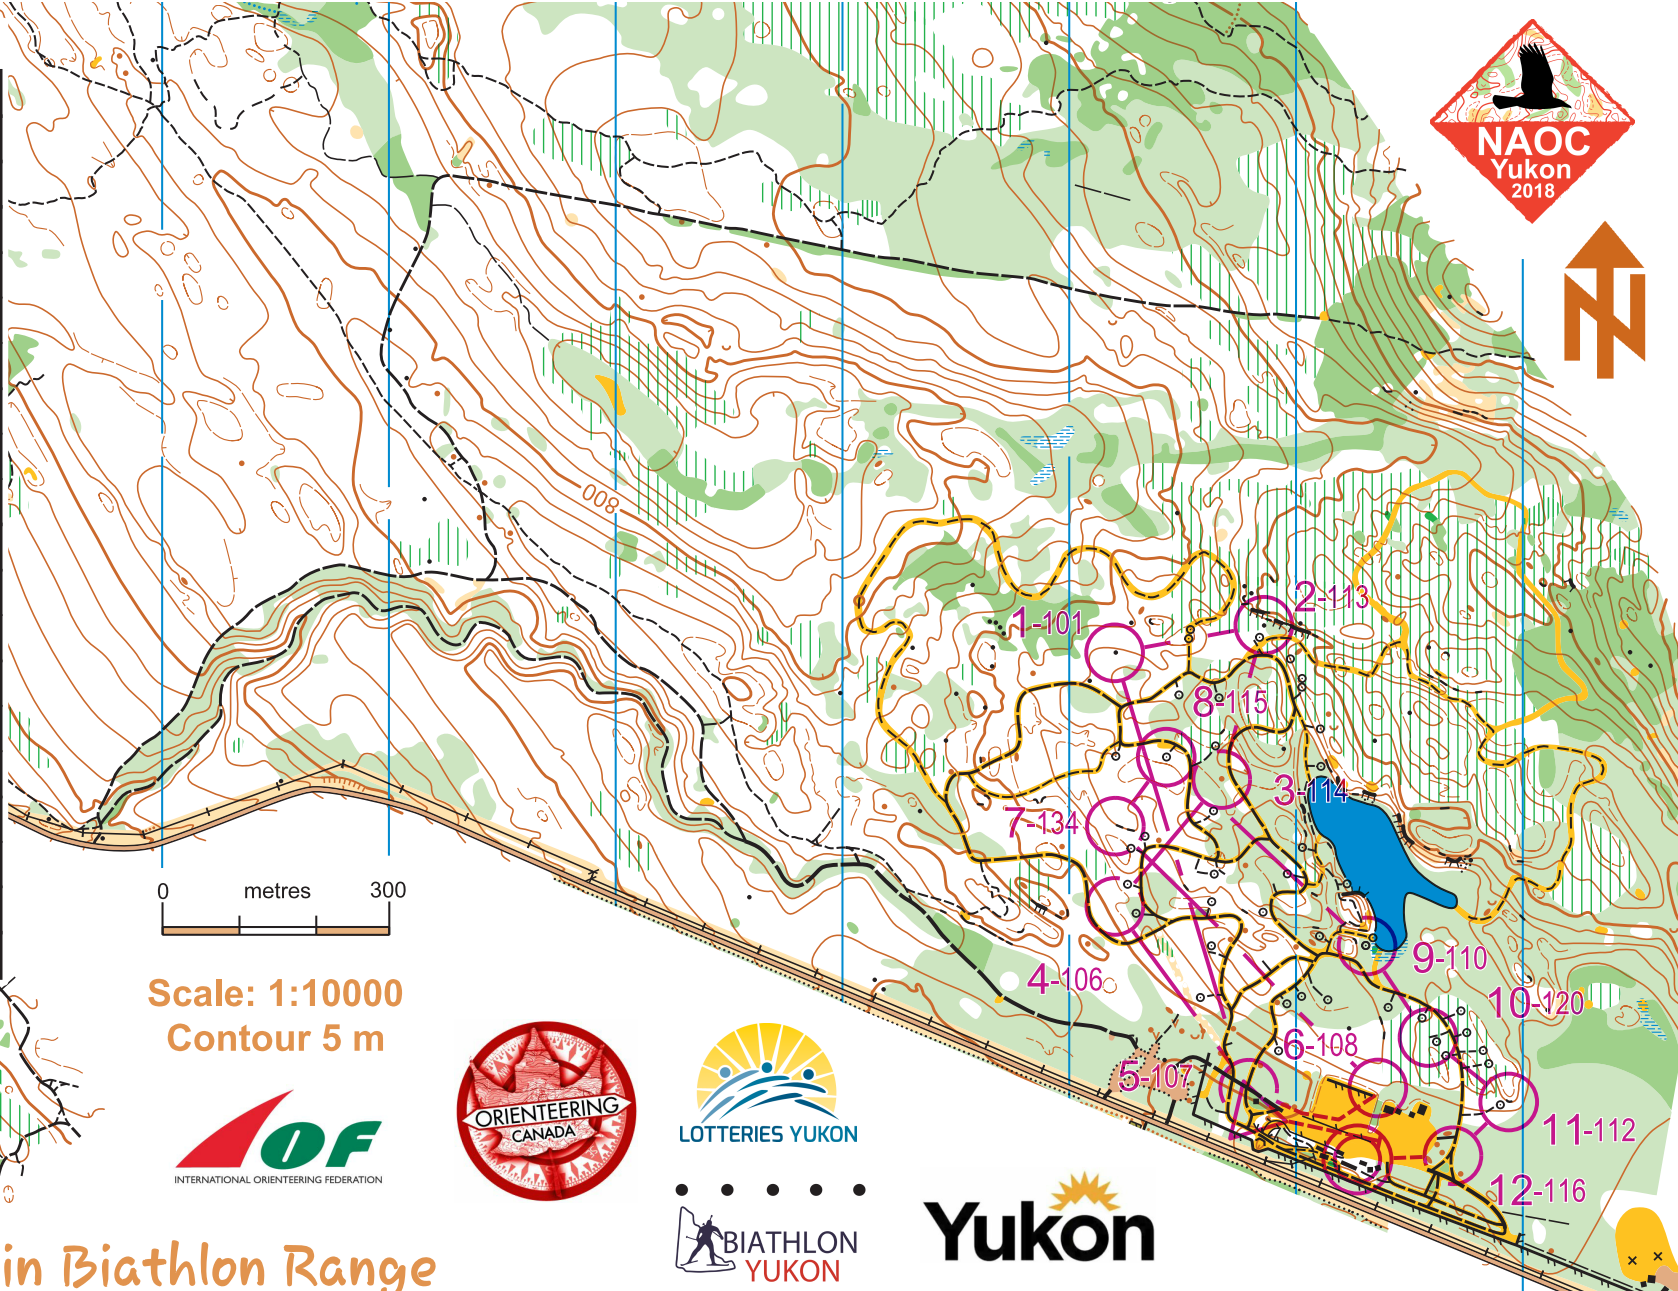 NAOC
Yukon
2018
800
1-101
2-113
8-115
3-114
7-134
4-106
9-110
10-120
6-108
5-107
11-112
12-116
0 metres 300
Scale: 1:10000
Contour 5 m
IOF
INTERNATIONAL ORIENTEERING FEDERATION
ORIENTEERING
CANADA
LOTTERIES YUKON
BIATHLON
YUKON
Yukon
in Biathlon Range
N